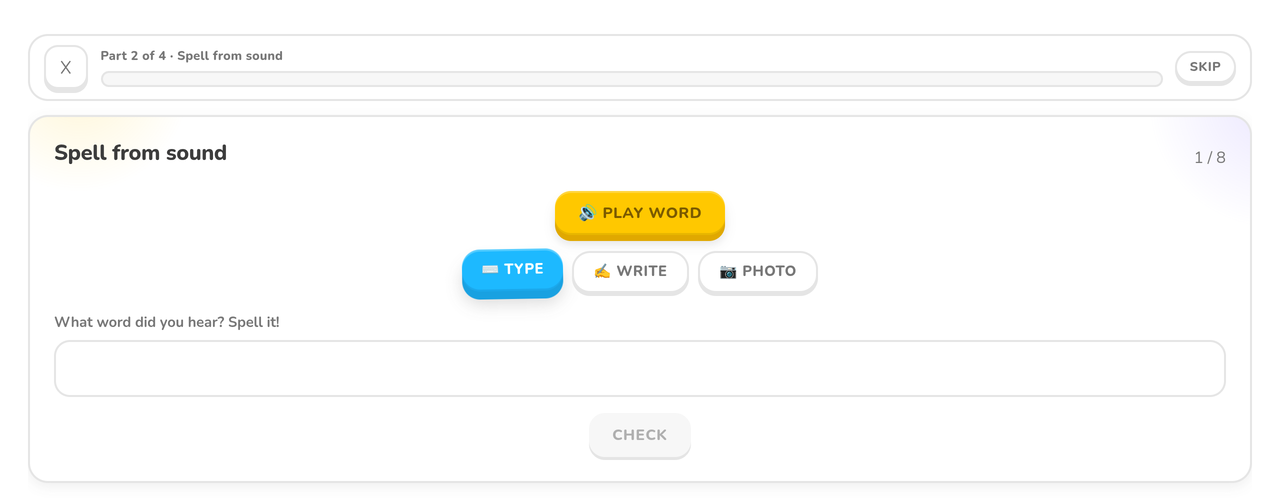 X
Part 2 of 4 · Spell from sound
SKIP
Spell from sound
1 / 8
🔊 PLAY WORD
⌨️ TYPE
✍️ WRITE
📷 PHOTO
What word did you hear? Spell it!
CHECK